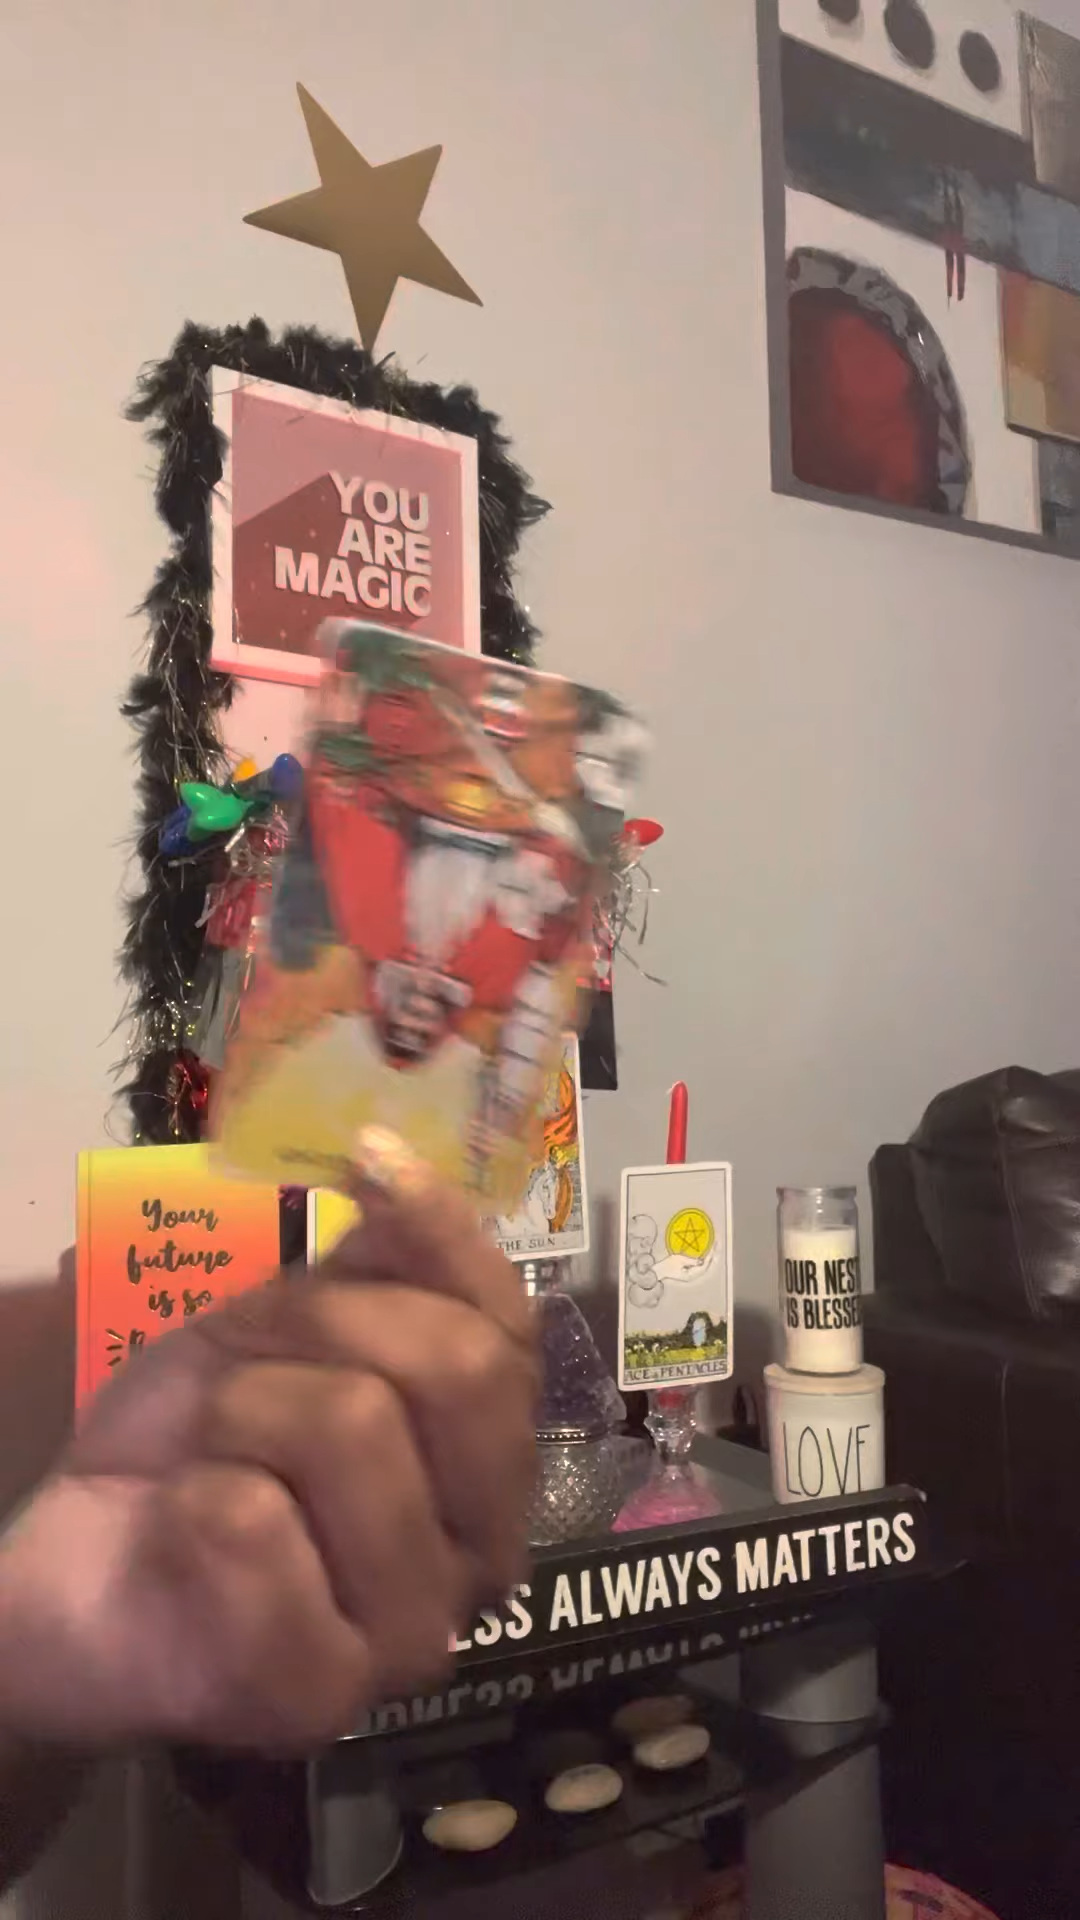 YOU
ARE
MAGIC
Your
future
is so
THE SUN
ACE of PENTACLES
OUR NEST
IS BLESSED
LOVE
ALWAYS MATTERS